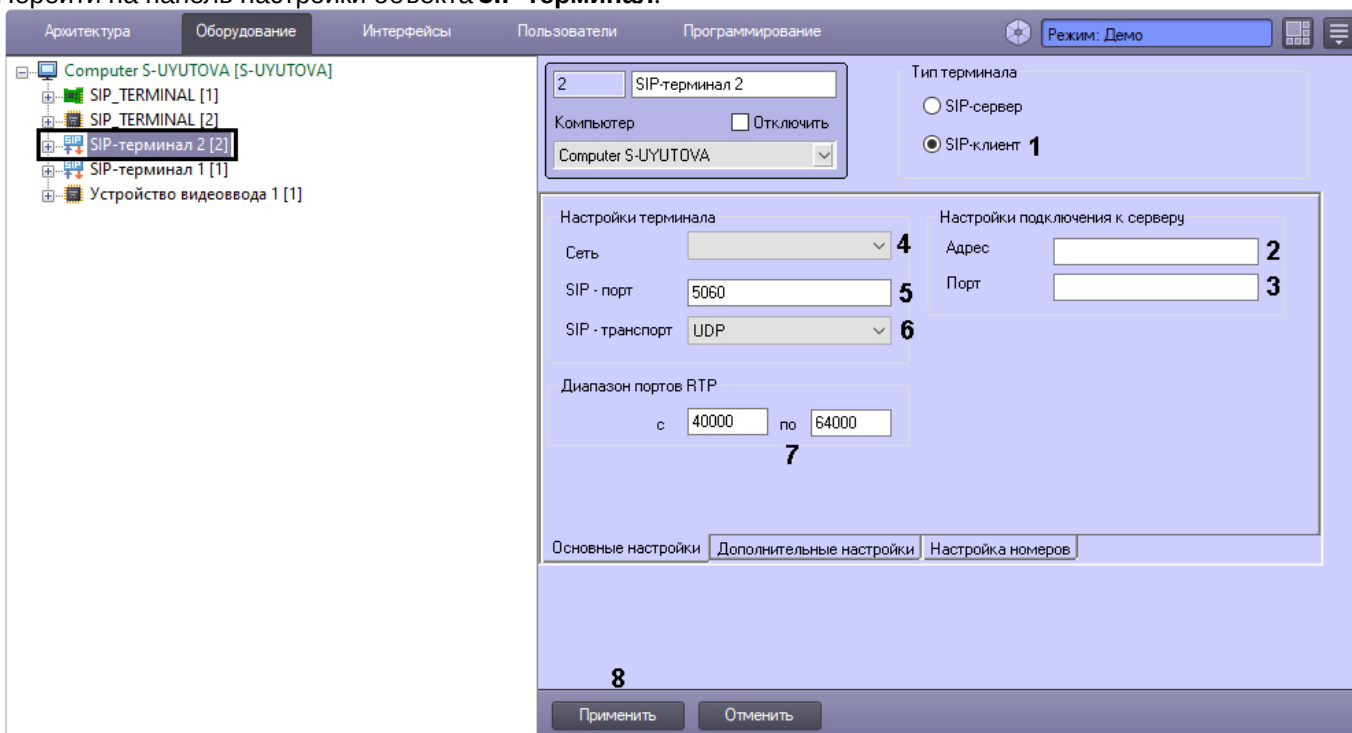 Перейти на панель настройки объекта SIP-терминал.
Архитектура Оборудование Интерфейсы Пользователи Программирование Режим: Демо
Computer S-UYUTOVA [S-UYUTOVA]
SIP_TERMINAL [1]
SIP_TERMINAL [2]
SIP-терминал 2 [2]
SIP-терминал 1 [1]
Устройство видеоввода 1 [1]
2 SIP-терминал 2
Компьютер Отключить
Computer S-UYUTOVA
Тип терминала
SIP-сервер
SIP-клиент 1
Настройки терминала
Сеть 4
SIP - порт 5060 5
SIP - транспорт UDP 6
Настройки подключения к серверу
Адрес 2
Порт 3
Диапазон портов RTP
с 40000 по 64000
7
Основные настройки Дополнительные настройки Настройка номеров
8
Применить Отменить